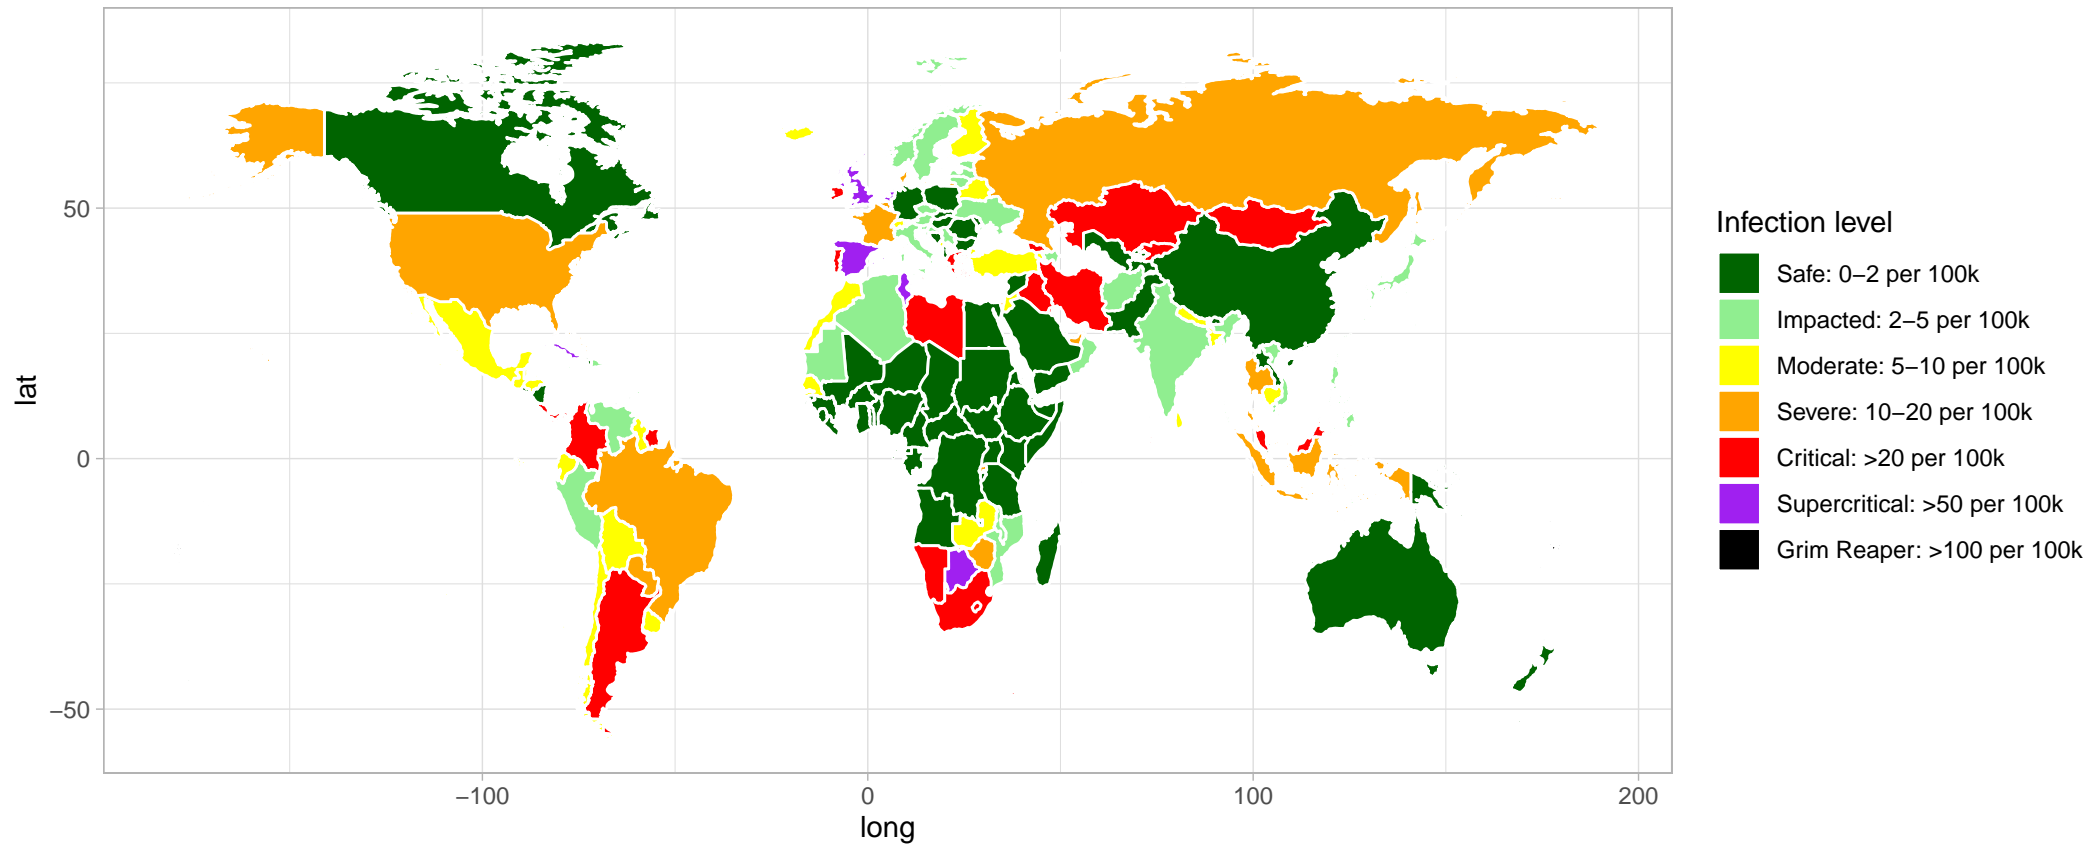 50
0
−50
lat
−100
0
100
200
long
Infection level
Safe: 0−2 per 100k
Impacted: 2−5 per 100k
Moderate: 5−10 per 100k
Severe: 10−20 per 100k
Critical: >20 per 100k
Supercritical: >50 per 100k
Grim Reaper: >100 per 100k